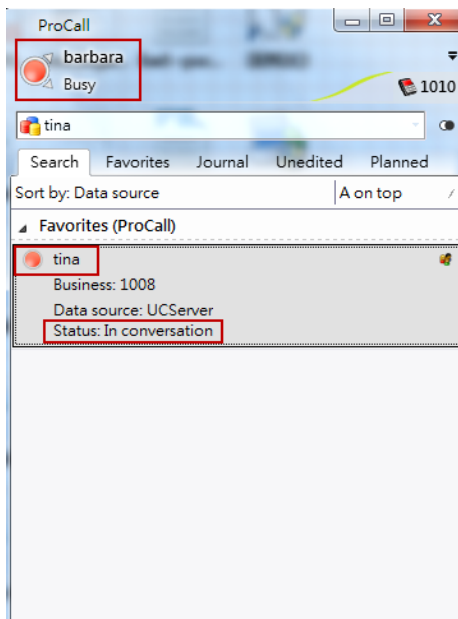 ProCall
barbara
Busy
1010
tina
Search Favorites Journal Unedited Planned
Sort by: Data source A on top
Favorites (ProCall)
tina
Business: 1008
Data source: UCServer
Status: In conversation